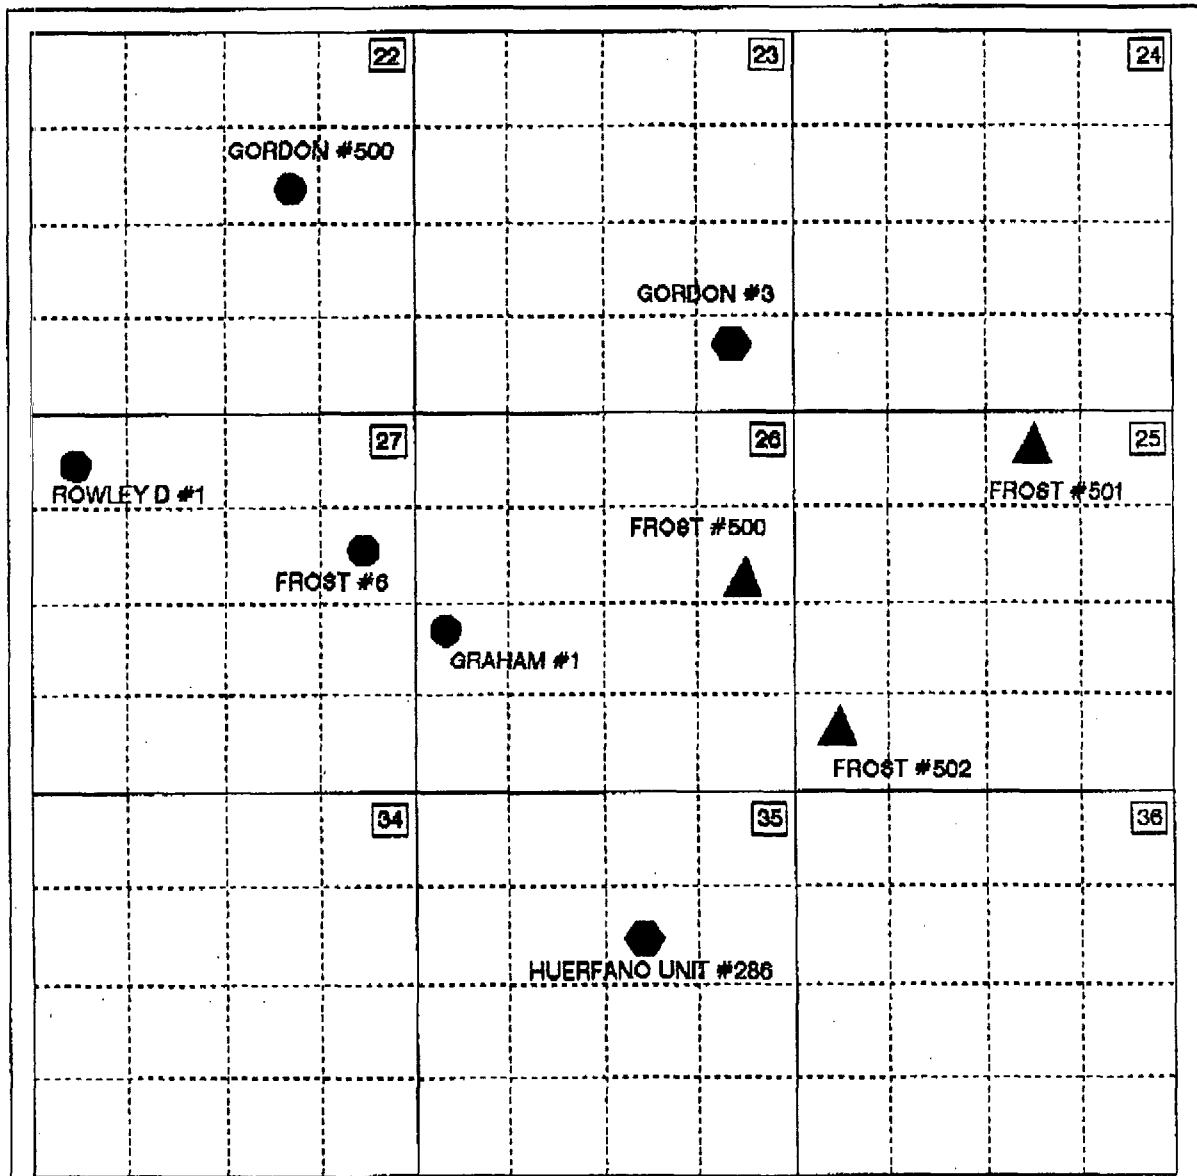 22
23
24
GORDON #500
GORDON #3
27
26
25
ROWLEY D #1
FROST #501
FROST #500
FROST #6
GRAHAM #1
FROST #502
34
35
36
HUERFANO UNIT #286